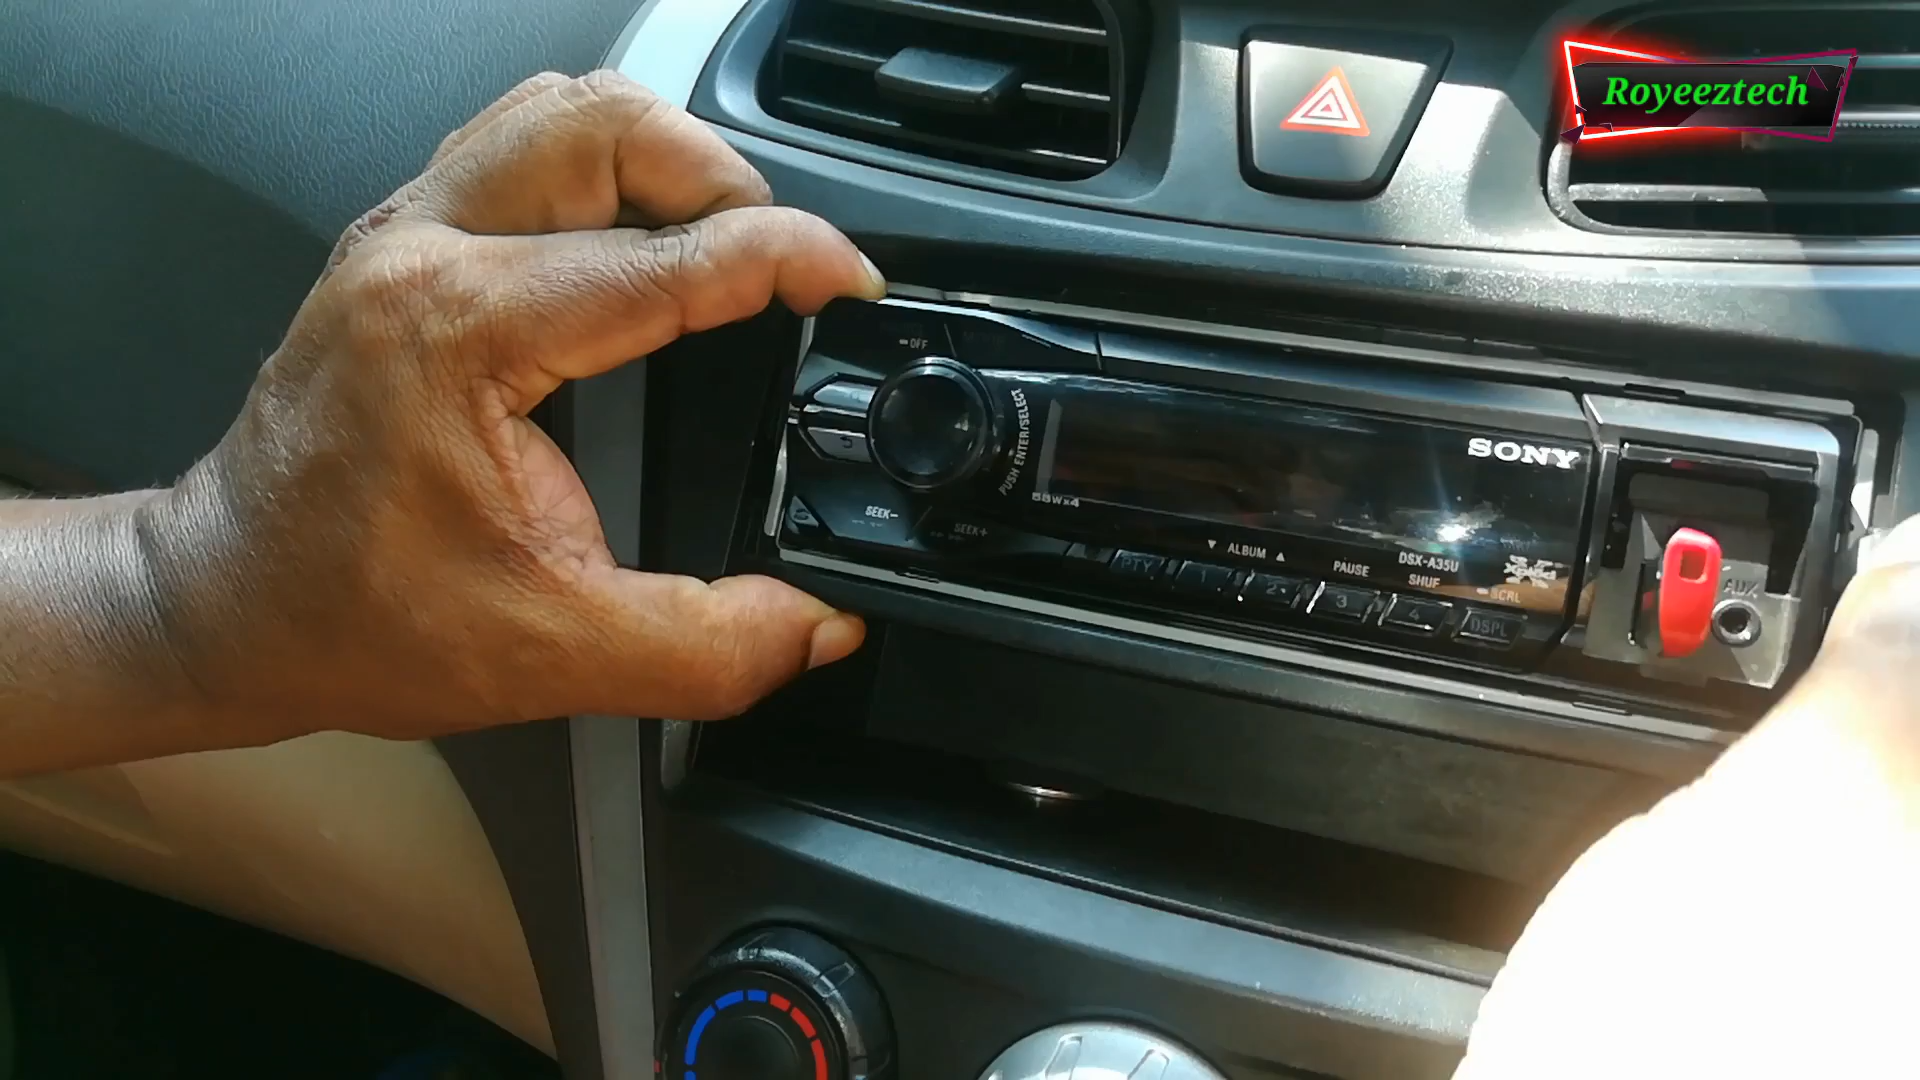 Royeeztech
OFF
PUSH ENTER/SELECT
SONY
55Wx4
SEEK-
SEEK+
▼ ALBUM ▲
PAUSE
DSX-A35U
SHUF
SCRL
PTY
1
2
3
4
DSPL
AUX